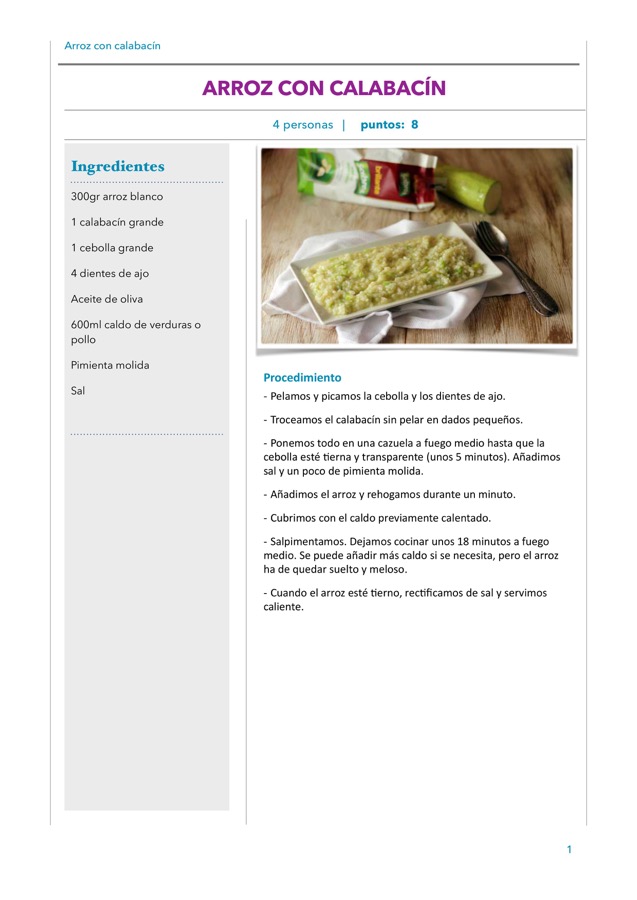 Arroz con calabacín
ARROZ CON CALABACÍN
4 personas | puntos: 8
Ingredientes
300gr arroz blanco
1 calabacín grande
1 cebolla grande
4 dientes de ajo
Aceite de oliva
600ml caldo de verduras o
pollo
Pimienta molida
Sal
Procedimiento
- Pelamos y picamos la cebolla y los dientes de ajo.
- Troceamos el calabacín sin pelar en dados pequeños.
- Ponemos todo en una cazuela a fuego medio hasta que la
cebolla esté tierna y transparente (unos 5 minutos). Añadimos
sal y un poco de pimienta molida.
- Añadimos el arroz y rehogamos durante un minuto.
- Cubrimos con el caldo previamente calentado.
- Salpimentamos. Dejamos cocinar unos 18 minutos a fuego
medio. Se puede añadir más caldo si se necesita, pero el arroz
ha de quedar suelto y meloso.
- Cuando el arroz esté tierno, rectificamos de sal y servimos
caliente.
1